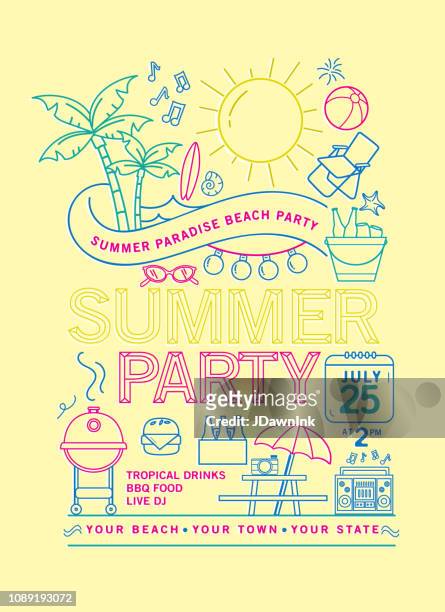 SUMMER PARADISE BEACH PARTY
SUMMER
PARTY
JULY
25
AT 2 PM
TROPICAL DRINKS
BBQ FOOD
LIVE DJ
YOUR BEACH • YOUR TOWN • YOUR STATE
gettyimages
Credit: JDawnInk
1089193072